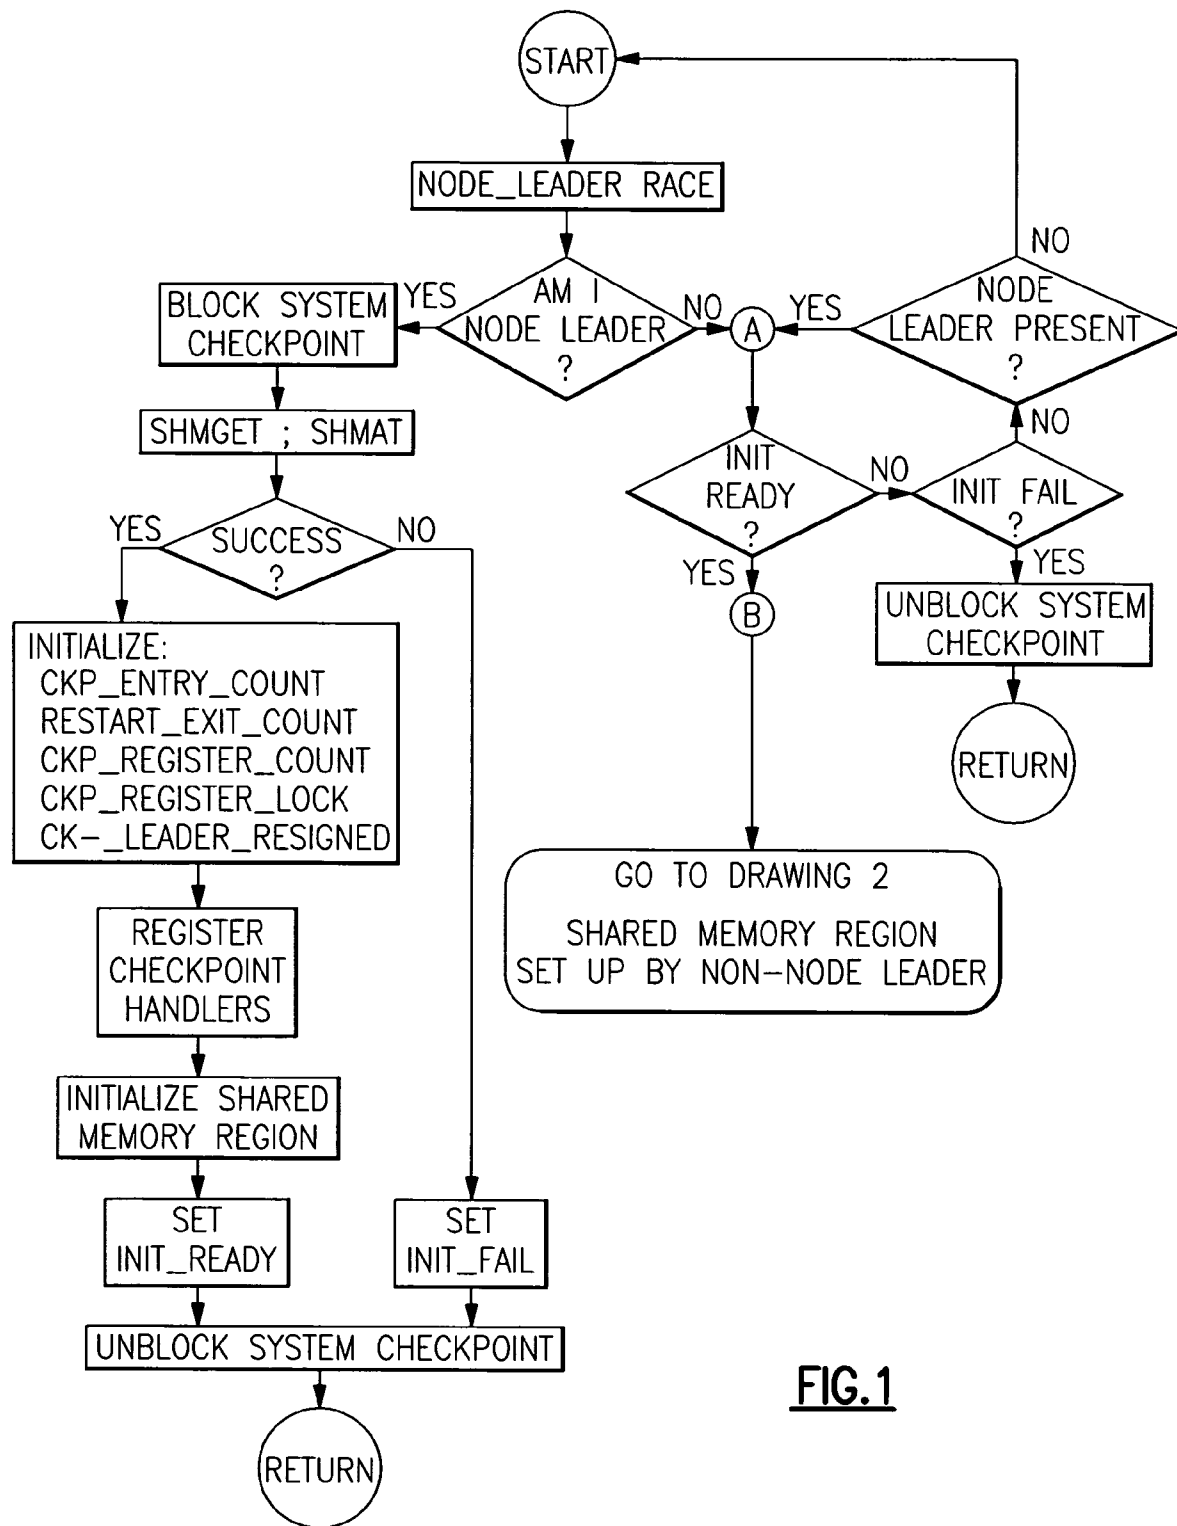 START
NODE_LEADER RACE
AM I
NODE LEADER
?
YES
NO
BLOCK SYSTEM
CHECKPOINT
A
YES
NODE
LEADER PRESENT
?
NO
NO
SHMGET ; SHMAT
INIT
READY
?
NO
YES
INIT FAIL
?
YES
SUCCESS
?
YES
NO
B
UNBLOCK SYSTEM
CHECKPOINT
RETURN
INITIALIZE:
CKP_ENTRY_COUNT
RESTART_EXIT_COUNT
CKP_REGISTER_COUNT
CKP_REGISTER_LOCK
CK-_LEADER_RESIGNED
GO TO DRAWING 2
SHARED MEMORY REGION
SET UP BY NON-NODE LEADER
REGISTER
CHECKPOINT
HANDLERS
INITIALIZE SHARED
MEMORY REGION
SET
INIT_READY
SET
INIT_FAIL
UNBLOCK SYSTEM CHECKPOINT
RETURN
FIG.1